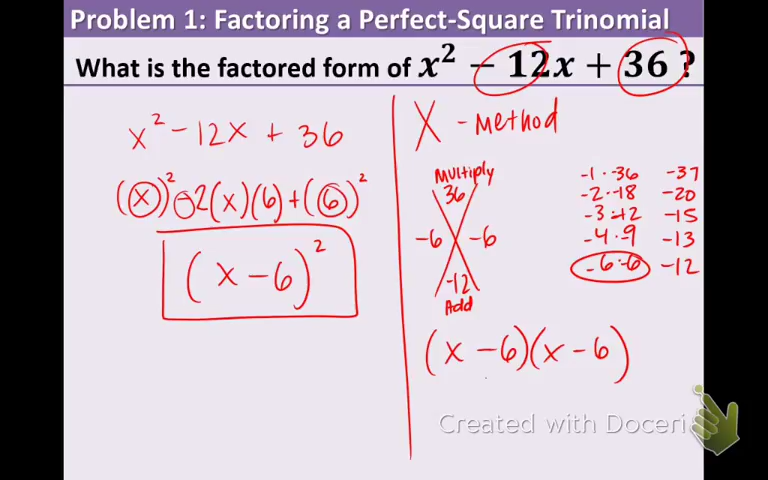 Problem 1: Factoring a Perfect-Square Trinomial
What is the factored form of x² − 12x + 36 ?
x² - 12x + 36
(x)² - 2(x)(6) + (6)²
(x - 6)²
X - method
Multiply
36
-6 -6
-12
Add
-1 · -36 -37
-2 · -18 -20
-3 · -12 -15
-4 · -9 -13
-6 · -6 -12
(x - 6)(x - 6)
Created with Doceri